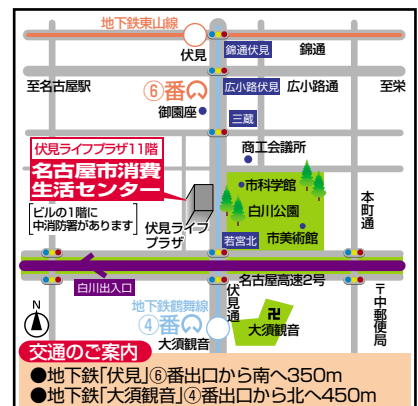 地下鉄東山線
伏見
錦通伏見
錦通
至名古屋駅
⑥番
広小路伏見
広小路通
至栄
御園座
三蔵
伏見ライフプラザ11階
名古屋市消費
生活センター
ビルの1階に
中消防署があります
伏見ライフ
プラザ
商工会議所
市科学館
白川公園
市美術館
若宮北
本町通
白川出入口
名古屋高速2号
伏見通
N
地下鉄鶴舞線
④番
大須観音
卍
大須観音
〒中郵便局
交通のご案内
●地下鉄「伏見」⑥番出口から南へ350m
●地下鉄「大須観音」④番出口から北へ450m